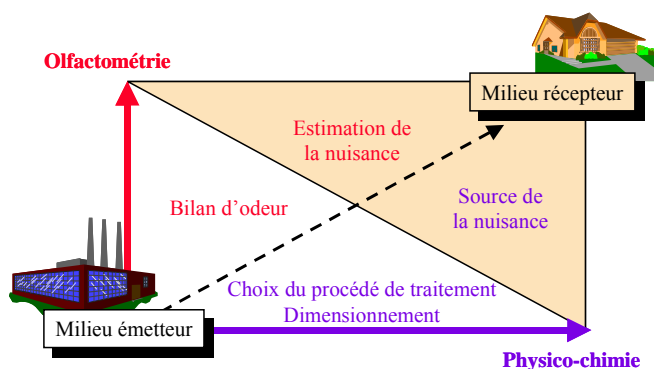 Olfactométrie
Milieu récepteur
Estimation de
la nuisance
Source de
la nuisance
Bilan d'odeur
Choix du procédé de traitement
Dimensionnement
Milieu émetteur
Physico-chimie